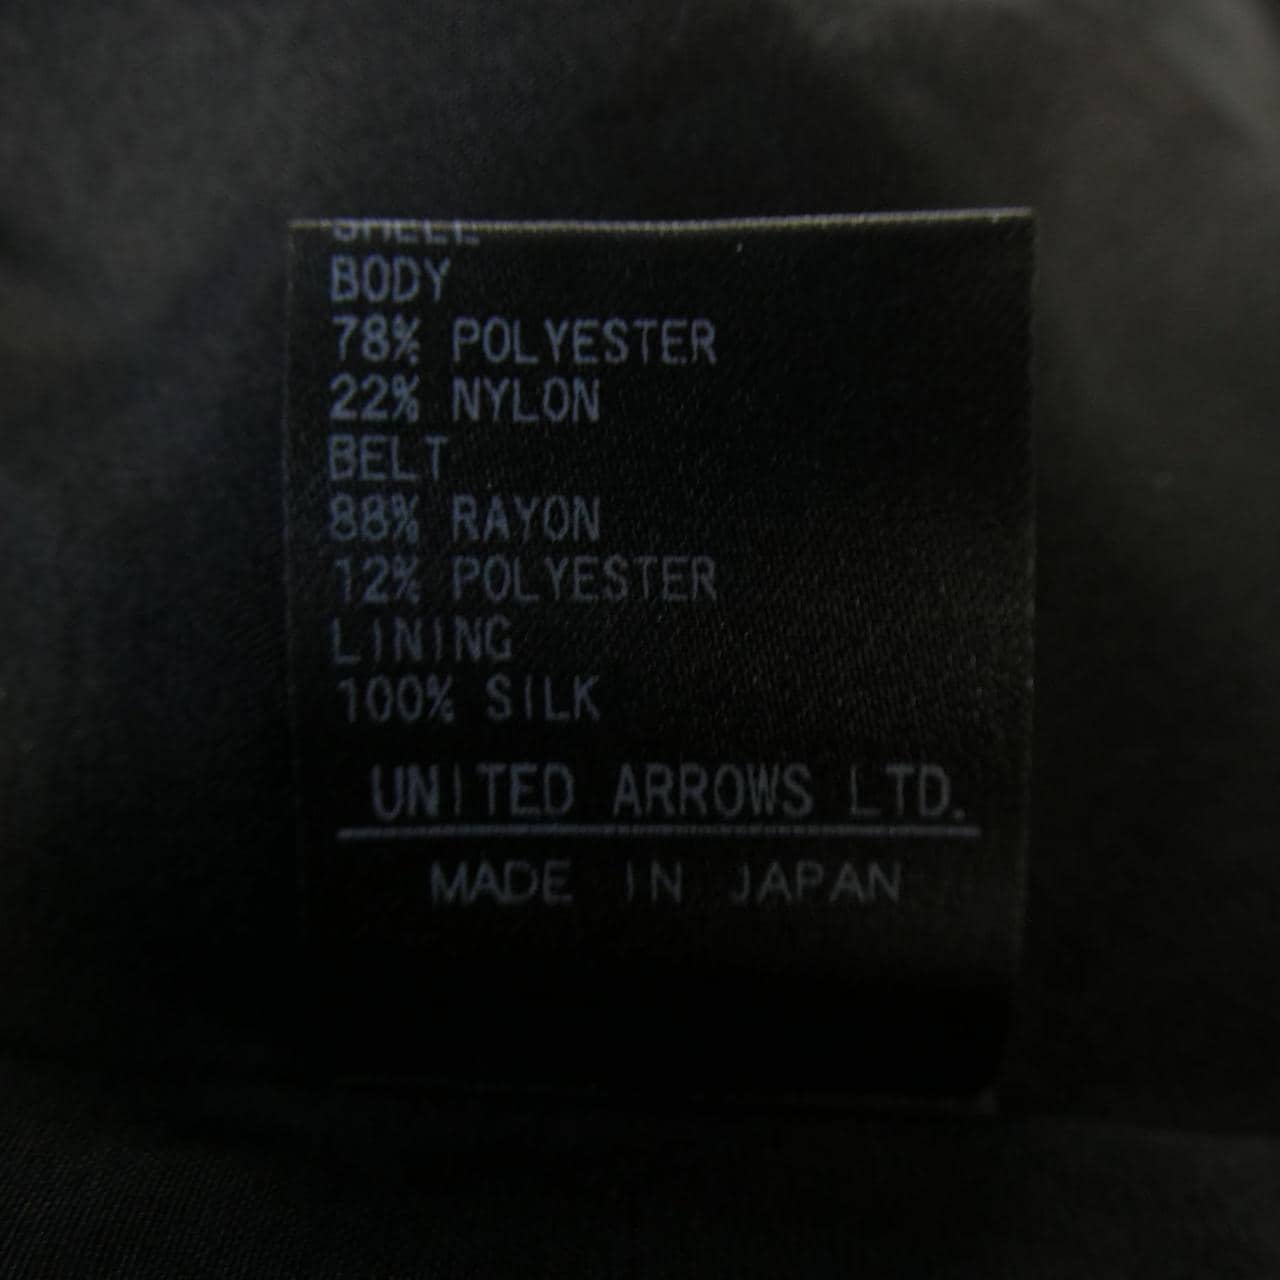 SHELL
BODY
78% POLYESTER
22% NYLON
BELT
88% RAYON
12% POLYESTER
LINING
100% SILK
UNITED ARROWS LTD.
MADE IN JAPAN